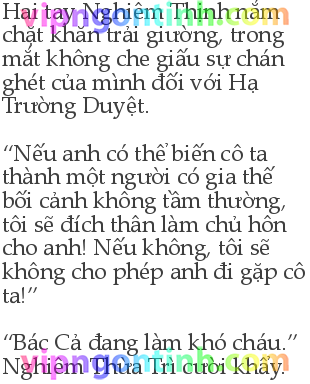 Hai tay Nghiêm Thịnh nắm
chặt khăn trải giường, trong
mắt không che giấu sự chán
ghét của mình đối với Hạ
Trường Duyệt.
“Nếu anh có thể biến cô ta
thành một người có gia thế
bối cảnh không tầm thường,
tôi sẽ đích thân làm chủ hôn
cho anh! Nếu không, tôi sẽ
không cho phép anh đi gặp cô
ta!”
“Bác Cả đang làm khó cháu.”
Nghiêm Thừa Trì cười khẩy.
vipngontinh.com
vipngontinh.com